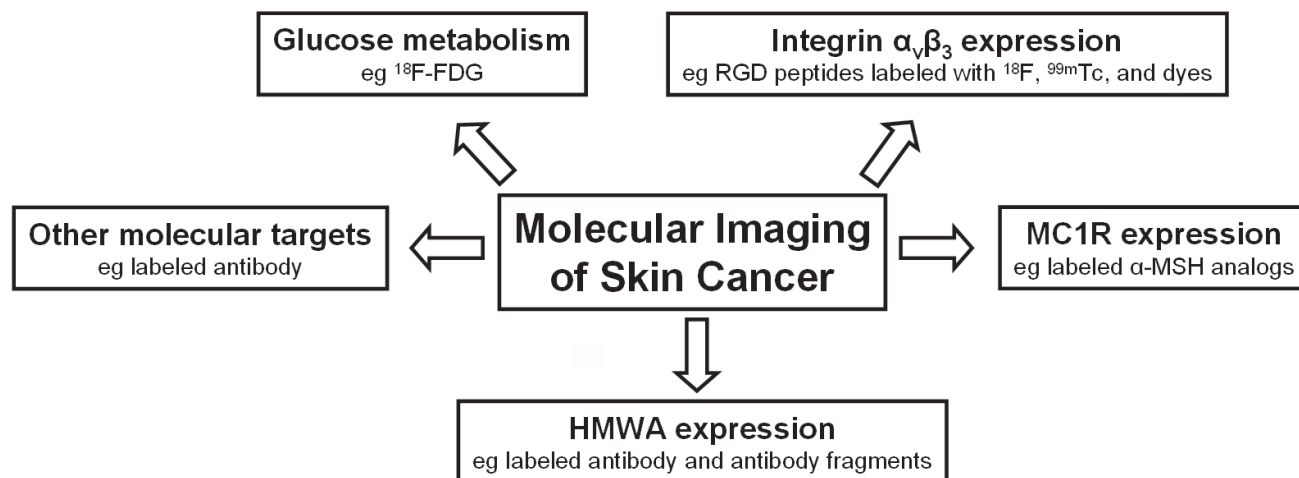 Glucose metabolism
eg ¹⁸F-FDG
Integrin αᵥβ₃ expression
eg RGD peptides labeled with ¹⁸F, ⁹⁹ᵐTc, and dyes
Other molecular targets
eg labeled antibody
Molecular Imaging
of Skin Cancer
MC1R expression
eg labeled α-MSH analogs
HMWA expression
eg labeled antibody and antibody fragments